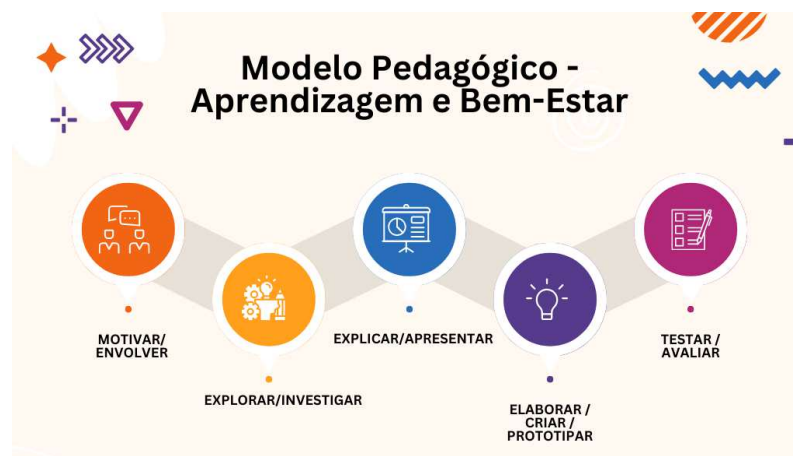 Modelo Pedagógico -
Aprendizagem e Bem-Estar
MOTIVAR/
ENVOLVER
EXPLORAR/INVESTIGAR
EXPLICAR/APRESENTAR
ELABORAR /
CRIAR /
PROTOTIPAR
TESTAR /
AVALIAR